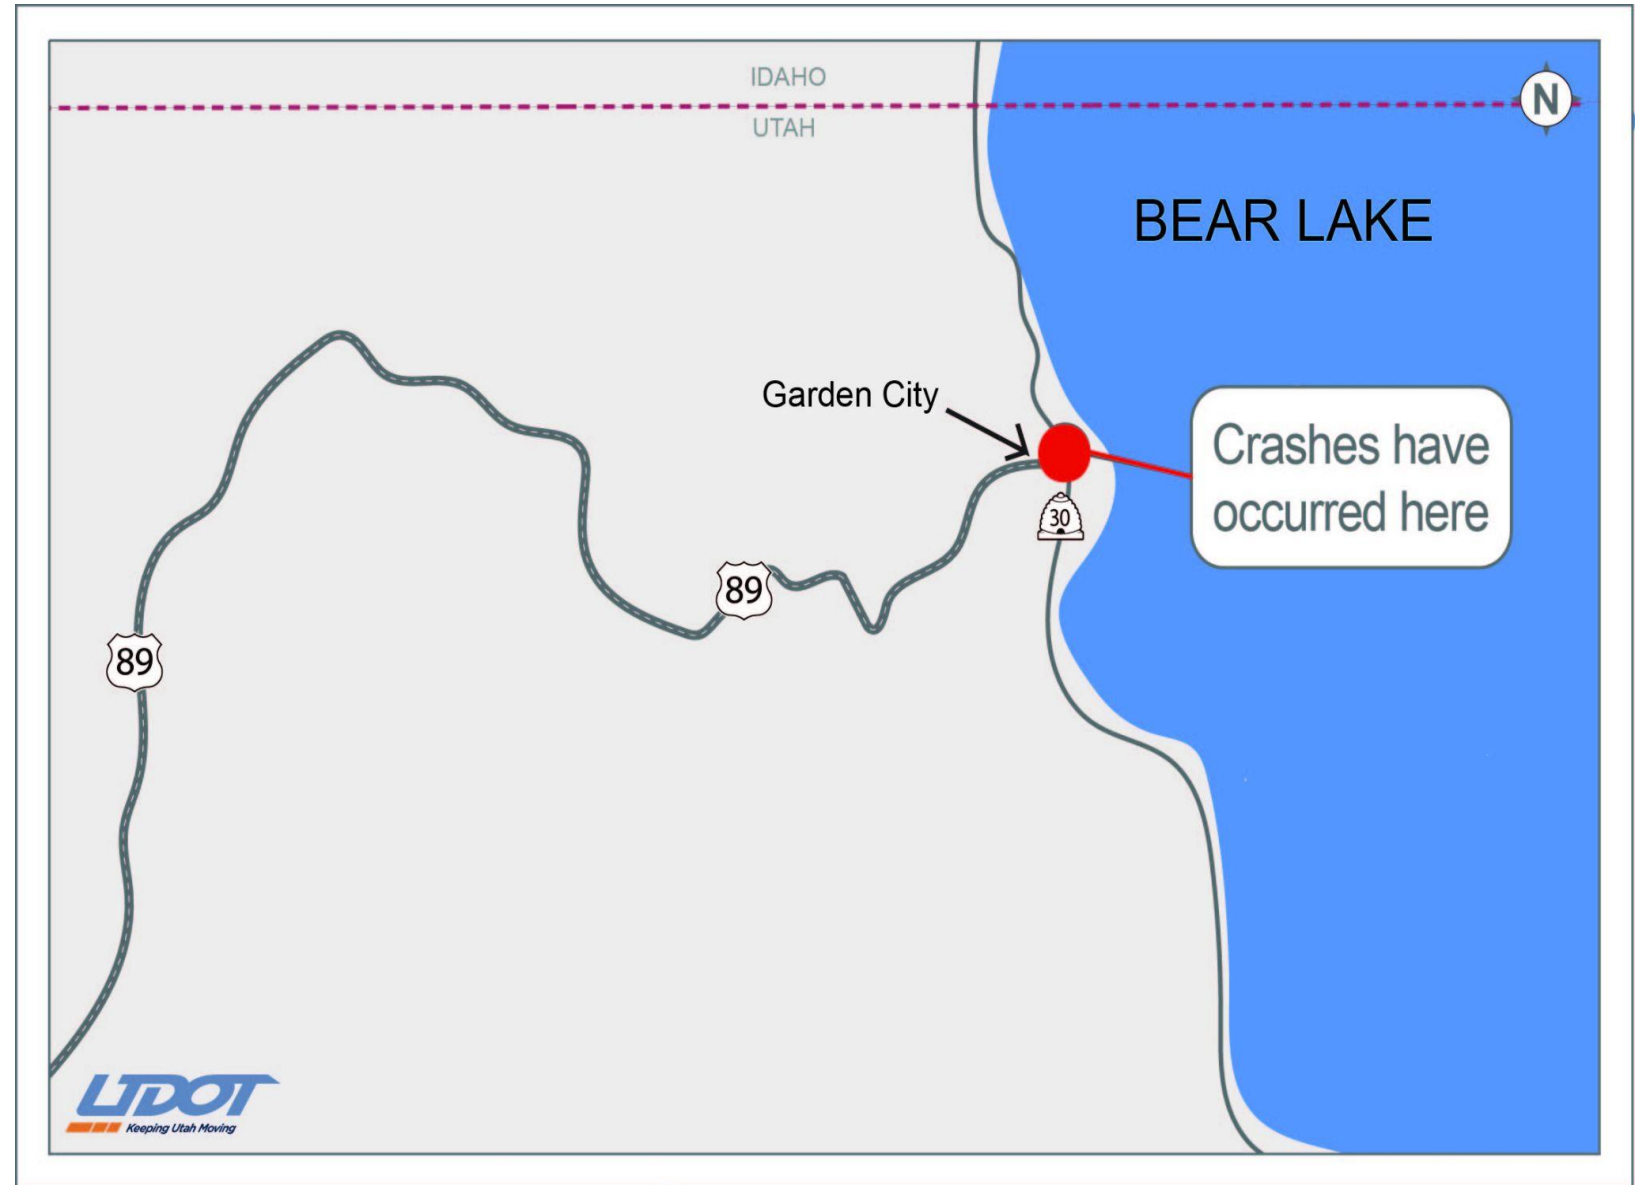 IDAHO
UTAH
N
BEAR LAKE
Garden City
Crashes have
occurred here
30
89
89
UDOT
Keeping Utah Moving